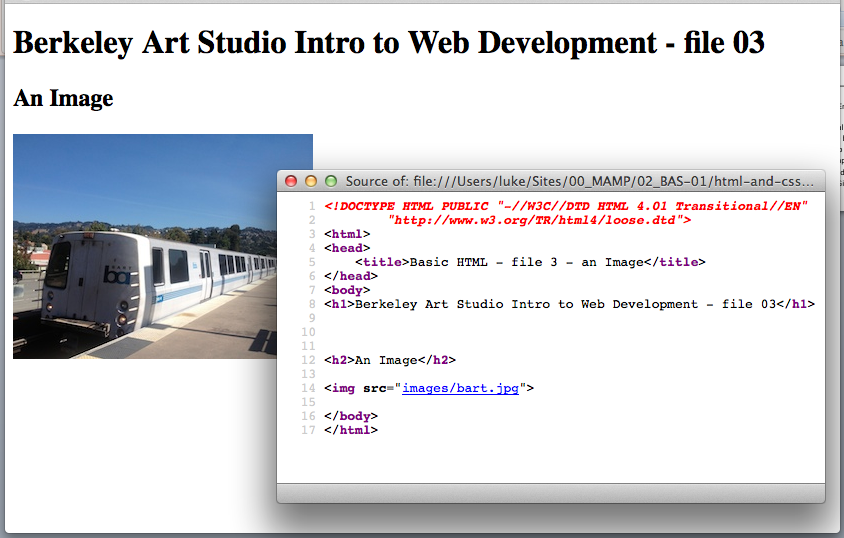 Berkeley Art Studio Intro to Web Development - file 03
An Image
ba
Source of: file:///Users/luke/Sites/00_MAMP/02_BAS-01/html-and-css...
1 <!DOCTYPE HTML PUBLIC "-//W3C//DTD HTML 4.01 Transitional//EN"
2 "http://www.w3.org/TR/html4/loose.dtd">
3 <html>
4 <head>
5 <title>Basic HTML - file 3 - an Image</title>
6 </head>
7 <body>
8 <h1>Berkeley Art Studio Intro to Web Development - file 03</h1>
9
10
11
12 <h2>An Image</h2>
13
14 <img src="images/bart.jpg">
15
16 </body>
17 </html>